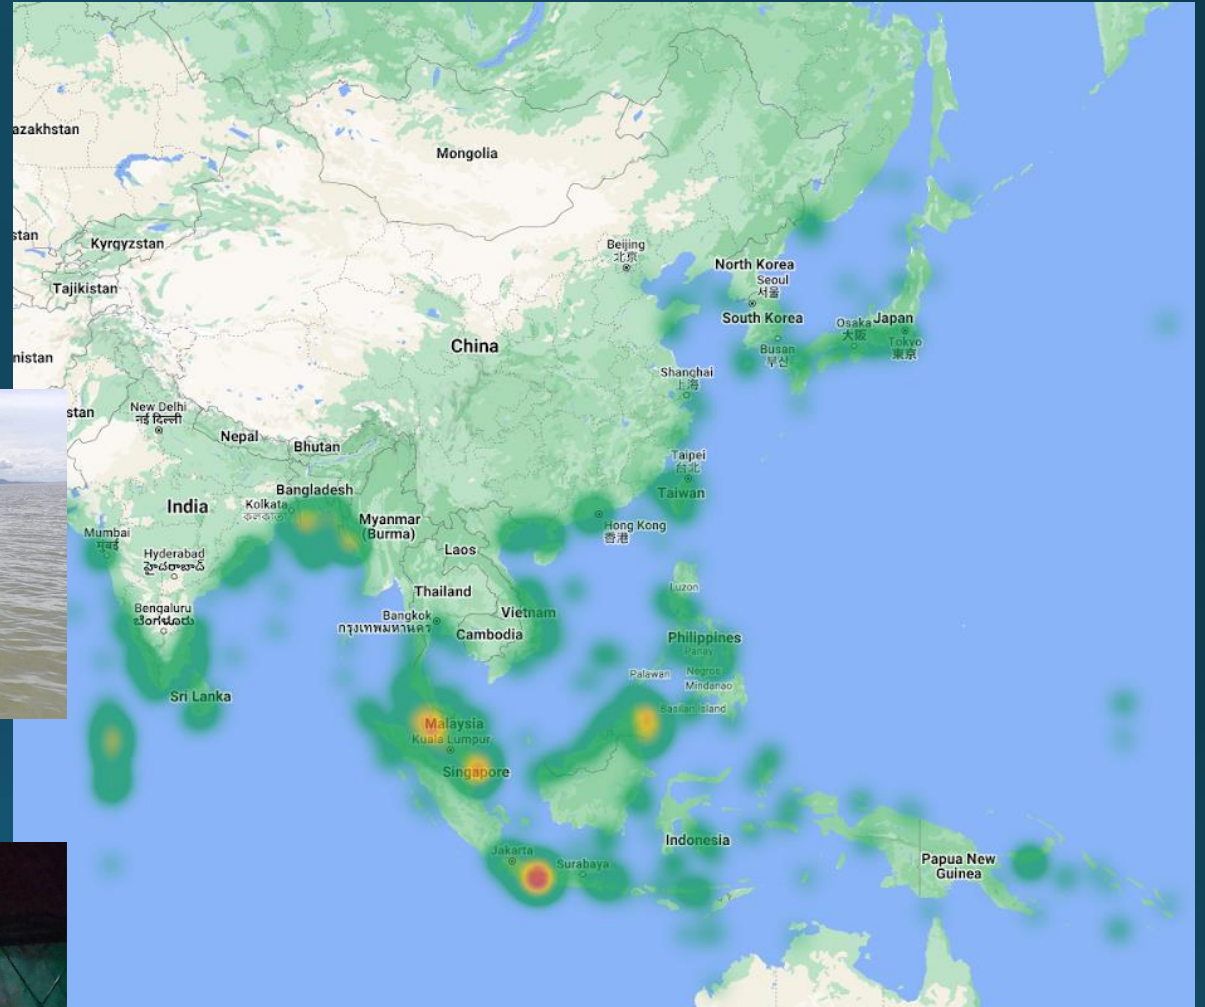 azakhstan
Mongolia
stan
Kyrgyzstan
Beijing
北京
Tajikistan
North Korea
Seoul
서울
South Korea
Osaka
大阪
Japan
Tokyo
東京
Busan
부산
nistan
China
Shanghai
上海
stan
New Delhi
नई दिल्ली
Nepal
Bhutan
Taipei
台北
Taiwan
Bangladesh
India
Kolkata
Myanmar
(Burma)
Hong Kong
香港
Mumbai
मुंबई
Hyderabad
హైదరాబాద్
Laos
Thailand
Luzon
Bengaluru
ಬೆಂಗಳೂರು
Bangkok
กรุงเทพมหานคร
Vietnam
Cambodia
Philippines
Panay
Palawan
Negros
Mindanao
Sri Lanka
Basilan Island
Malaysia
Kuala Lumpur
Singapore
Indonesia
Jakarta
Surabaya
Papua New
Guinea